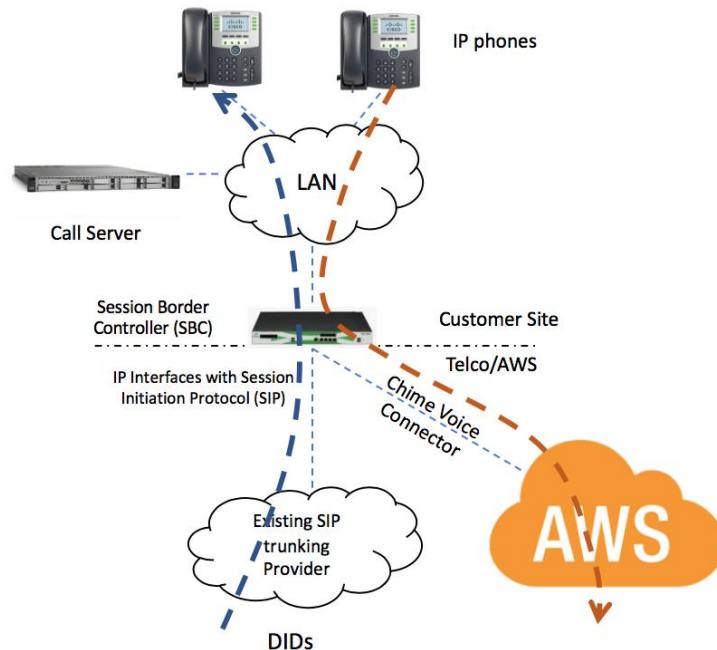 IP phones
LAN
Call Server
Session Border
Controller (SBC)
Customer Site
Telco/AWS
IP Interfaces with Session
Initiation Protocol (SIP)
Chime Voice
Connector
Existing SIP
trunking
Provider
AWS
DIDs